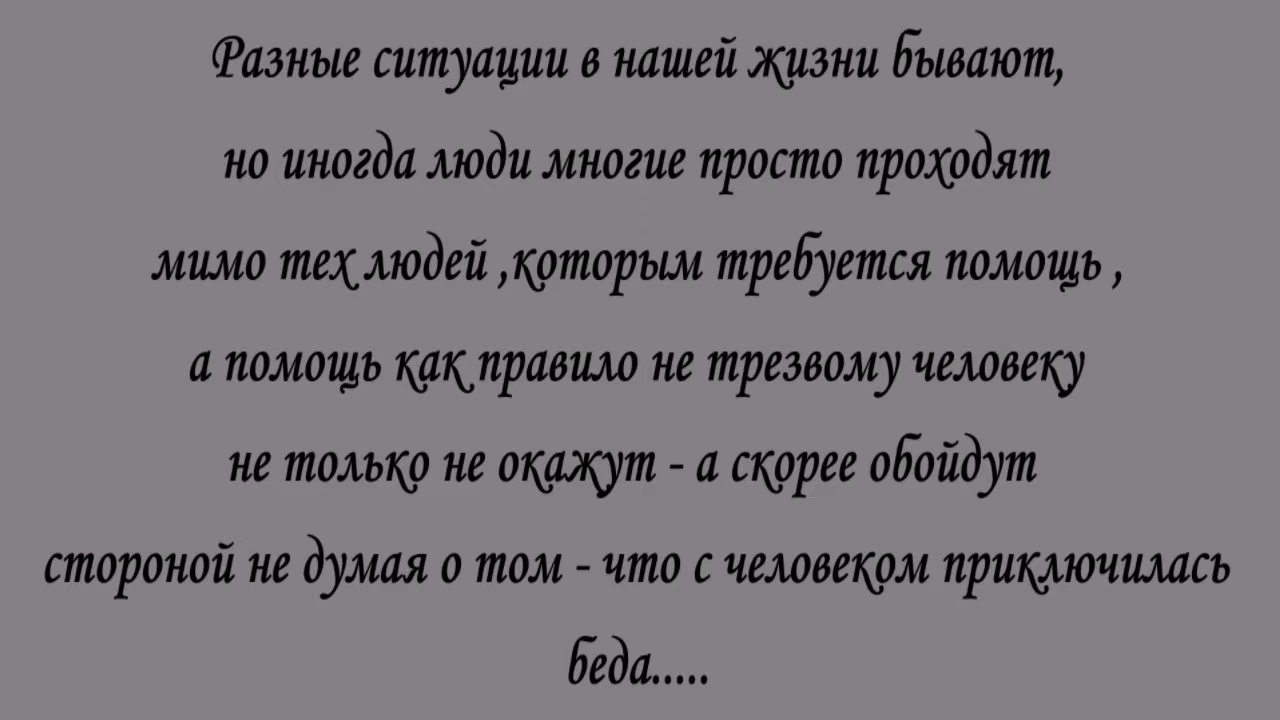 Разные ситуации в нашей жизни бывают,
но иногда люди многие просто проходят
мимо тех людей ,которым требуется помощь ,
а помощь как правило не трезвому человеку
не только не окажут - а скорее обойдут
стороной не думая о том - что с человеком приключилась
беда.....